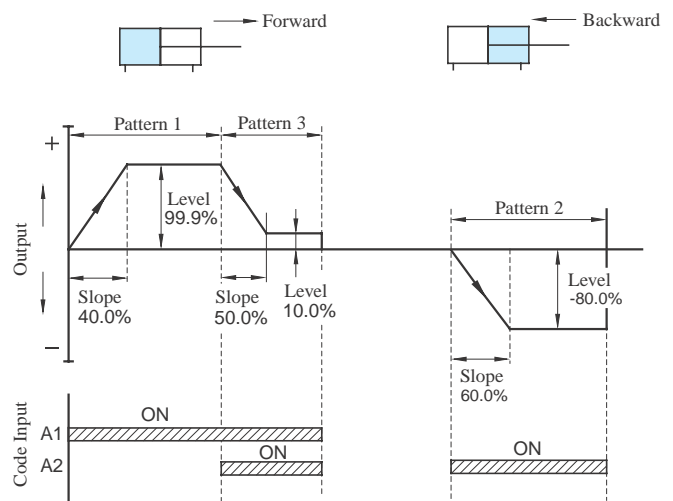 Forward
Backward
Pattern 1
Pattern 3
+
Pattern 2
Output
Level
99.9%
Slope
40.0%
Slope
50.0%
Level
10.0%
Level
-80.0%
−
Slope
60.0%
Code Input
ON
A1
ON
ON
A2